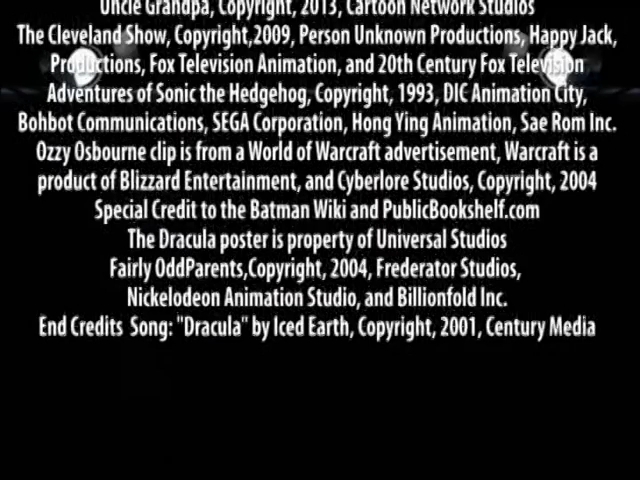 Uncle Grandpa, Copyright, 2013, Cartoon Network Studios
The Cleveland Show, Copyright,2009, Person Unknown Productions, Happy Jack,
Productions, Fox Television Animation, and 20th Century Fox Television
Adventures of Sonic the Hedgehog, Copyright, 1993, DIC Animation City,
Bohbot Communications, SEGA Corporation, Hong Ying Animation, Sae Rom Inc.
Ozzy Osbourne clip is from a World of Warcraft advertisement, Warcraft is a
product of Blizzard Entertainment, and Cyberlore Studios, Copyright, 2004
Special Credit to the Batman Wiki and PublicBookshelf.com
The Dracula poster is property of Universal Studios
Fairly OddParents,Copyright, 2004, Frederator Studios,
Nickelodeon Animation Studio, and Billionfold Inc.
End Credits  Song: "Dracula" by Iced Earth, Copyright, 2001, Century Media